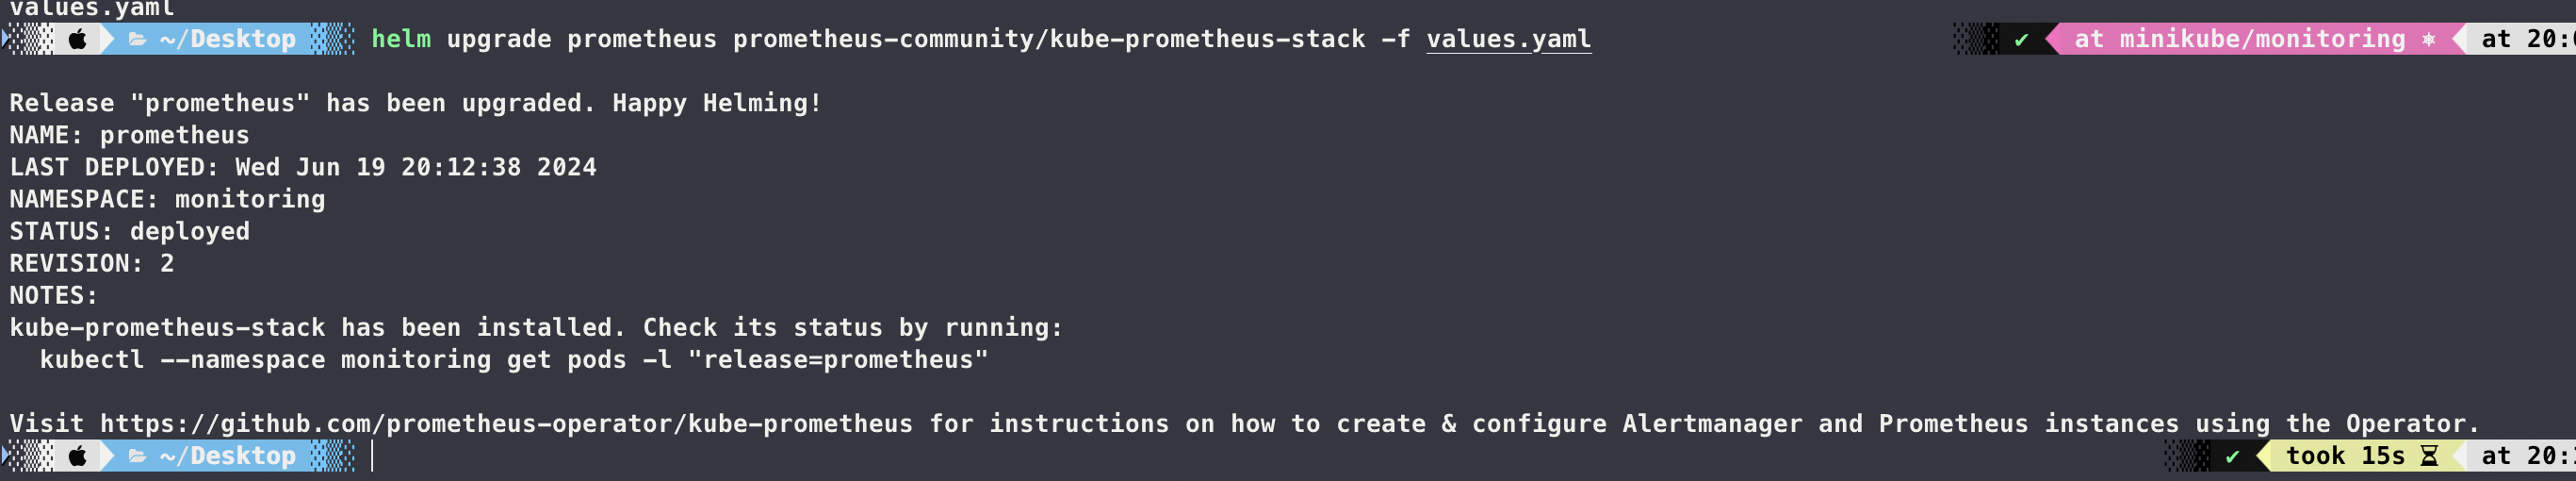 values.yaml
~/Desktop helm upgrade prometheus prometheus-community/kube-prometheus-stack -f values.yaml ✔ at minikube/monitoring ⎈ at
Release "prometheus" has been upgraded. Happy Helming!
NAME: prometheus
LAST DEPLOYED: Wed Jun 19 20:12:38 2024
NAMESPACE: monitoring
STATUS: deployed
REVISION: 2
NOTES:
kube-prometheus-stack has been installed. Check its status by running:
  kubectl --namespace monitoring get pods -l "release=prometheus"
Visit https://github.com/prometheus-operator/kube-prometheus for instructions on how to create & configure Alertmanager and Prometheus instances using the Operator.
~/Desktop ✔ took 15s at